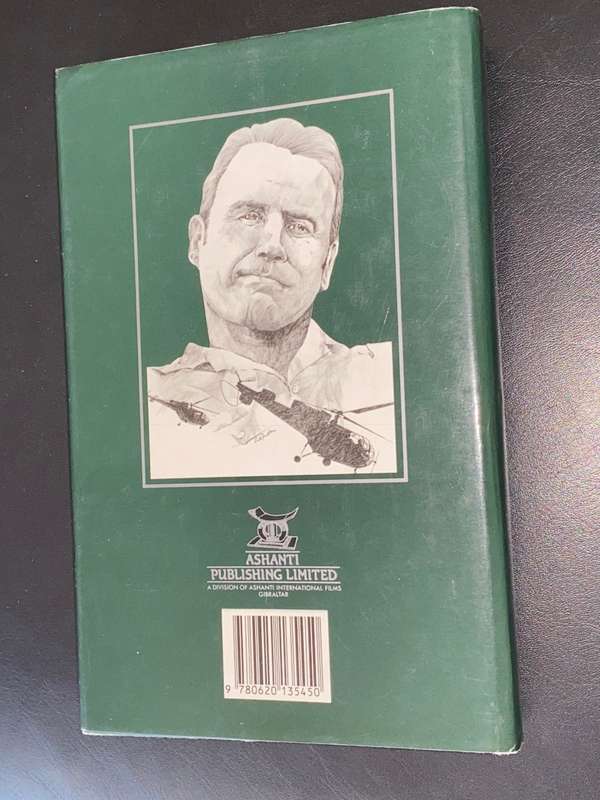 ASHANTI
PUBLISHING LIMITED
A DIVISION OF ASHANTI INTERNATIONAL FILMS
GIBRALTAR
9 780620 135450